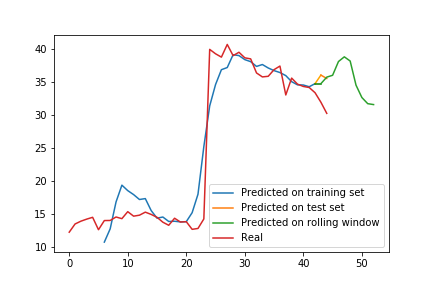 40
35
30
25
20
15
10
0 10 20 30 40 50
Predicted on training set
Predicted on test set
Predicted on rolling window
Real